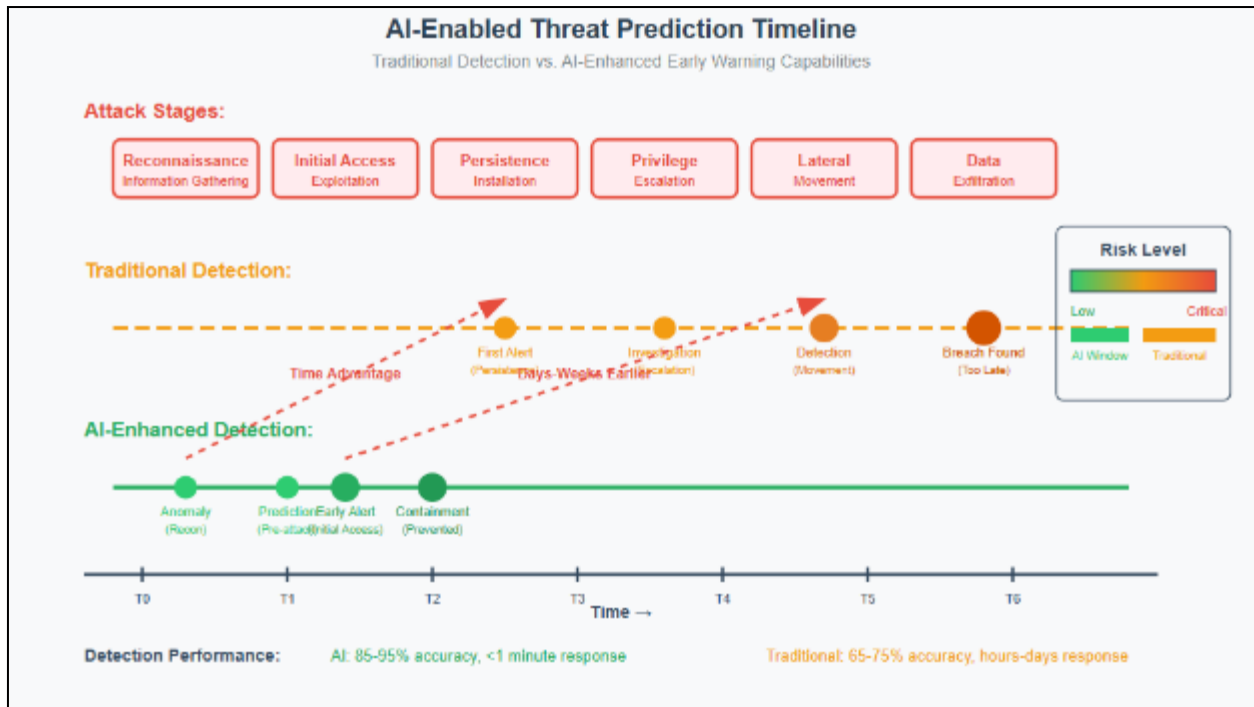 AI-Enabled Threat Prediction Timeline
Traditional Detection vs. AI-Enhanced Early Warning Capabilities
Attack Stages:
Reconnaissance
Information Gathering
Initial Access
Exploitation
Persistence
Installation
Privilege
Escalation
Lateral
Movement
Data
Exfiltration
Risk Level
Low Critical
AI Window Traditional
Traditional Detection:
First Alert
(Persistence)
Investigation
(Escalation)
Detection
(Movement)
Breach Found
(Too Late)
Time Advantage
Days-Weeks Earlier
AI-Enhanced Detection:
Anomaly
(Recon)
Prediction
(Pre-attack)
Early Alert
(Initial Access)
Containment
(Prevented)
T0 T1 T2 T3 T4 T5 T6
Time →
Detection Performance: AI: 85-95% accuracy, <1 minute response Traditional: 65-75% accuracy, hours-days response